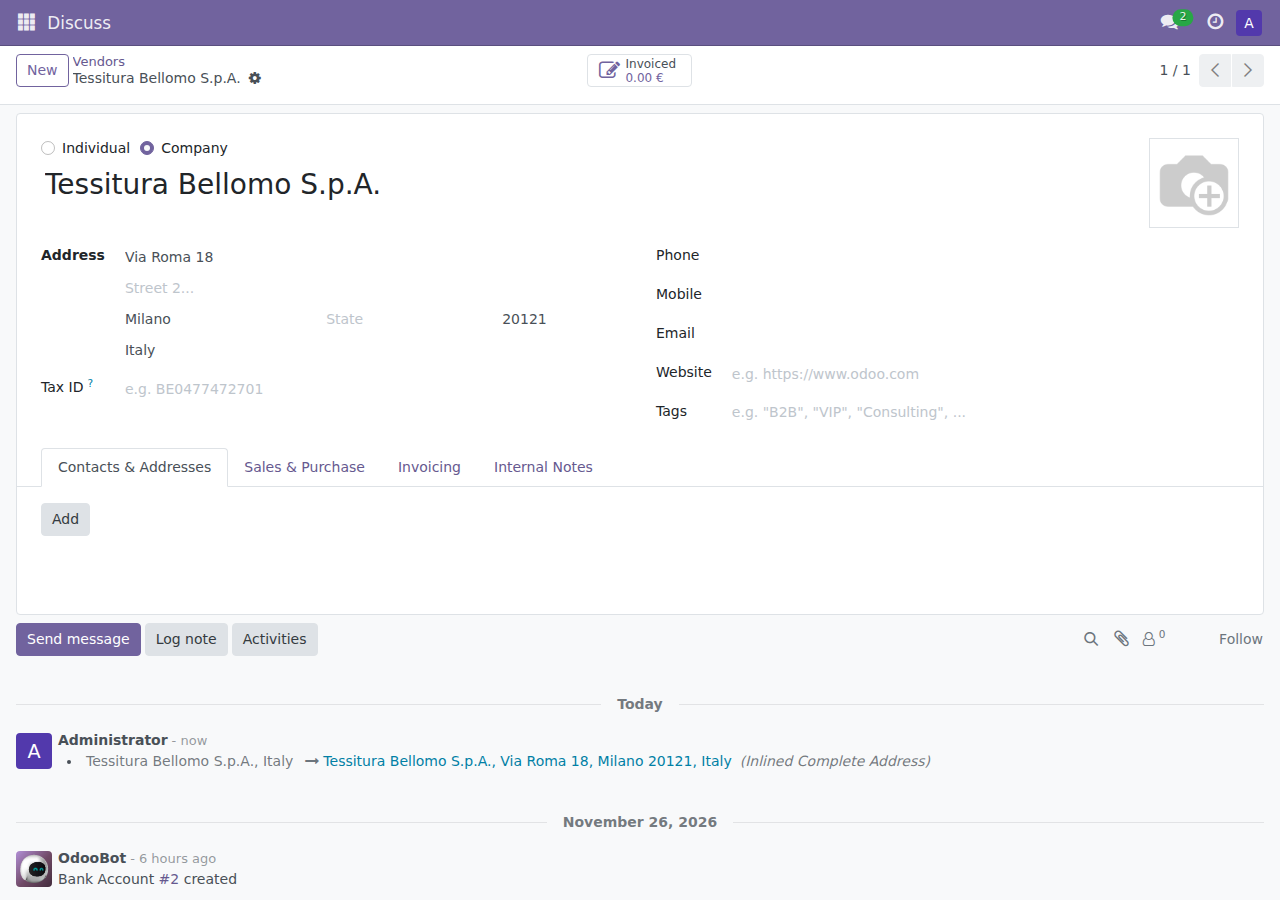 Discuss
2
A
New
Vendors
Tessitura Bellomo S.p.A.
Invoiced
0.00 €
1 / 1
Individual
Company
Tessitura Bellomo S.p.A.
Address
Via Roma 18
Street 2...
Milano
State
20121
Italy
Tax ID ?
e.g. BE0477472701
Phone
Mobile
Email
Website
e.g. https://www.odoo.com
Tags
e.g. "B2B", "VIP", "Consulting", ...
Contacts & Addresses
Sales & Purchase
Invoicing
Internal Notes
Add
Send message
Log note
Activities
0
Follow
Today
A
Administrator - now
• Tessitura Bellomo S.p.A., Italy → Tessitura Bellomo S.p.A., Via Roma 18, Milano 20121, Italy (Inlined Complete Address)
November 26, 2026
OdooBot - 6 hours ago
Bank Account #2 created